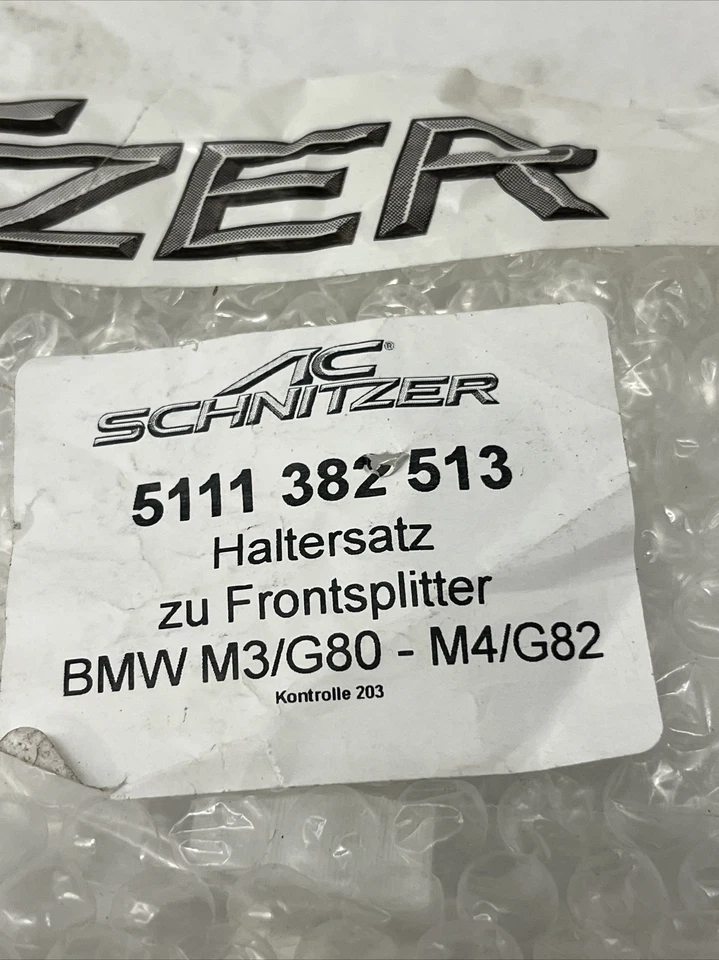 ZER
AC
SCHNITZER®
5111 382 513
Haltersatz
zu Frontsplitter
BMW M3/G80 - M4/G82
Kontrolle 203